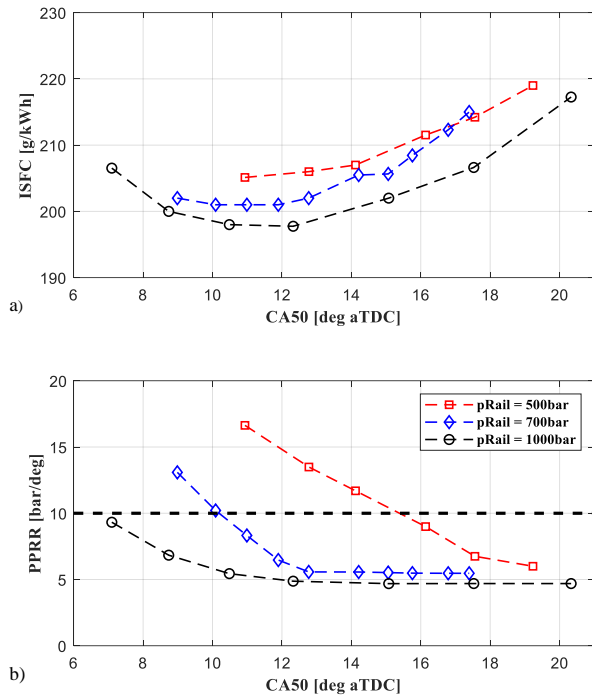 230
220
210
200
190
ISFC [g/kWh]
6 8 10 12 14 16 18 20
CA50 [deg aTDC]
a)
20
15
10
5
0
PPRR [bar/deg]
pRail = 500bar
pRail = 700bar
pRail = 1000bar
6 8 10 12 14 16 18 20
CA50 [deg aTDC]
b)